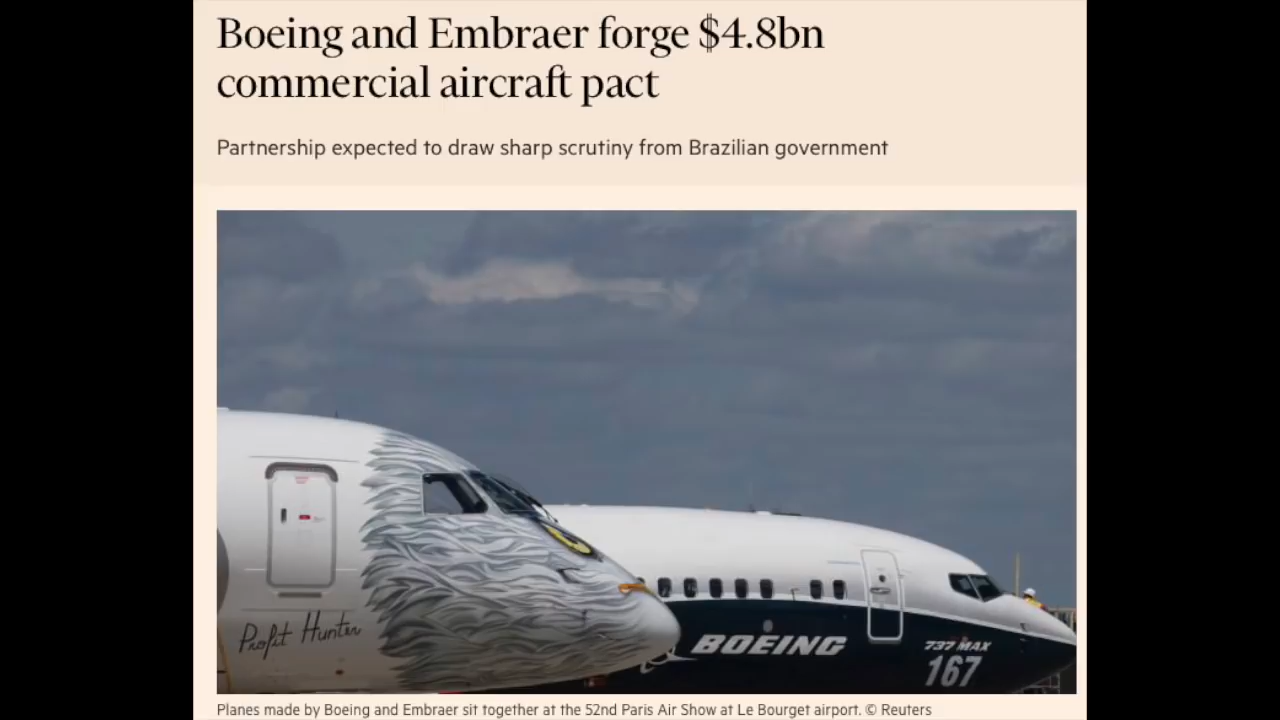 Boeing and Embraer forge $4.8bn
commercial aircraft pact
Partnership expected to draw sharp scrutiny from Brazilian government
Profit Hunter
BOEING
737 MAX
167
Planes made by Boeing and Embraer sit together at the 52nd Paris Air Show at Le Bourget airport. © Reuters